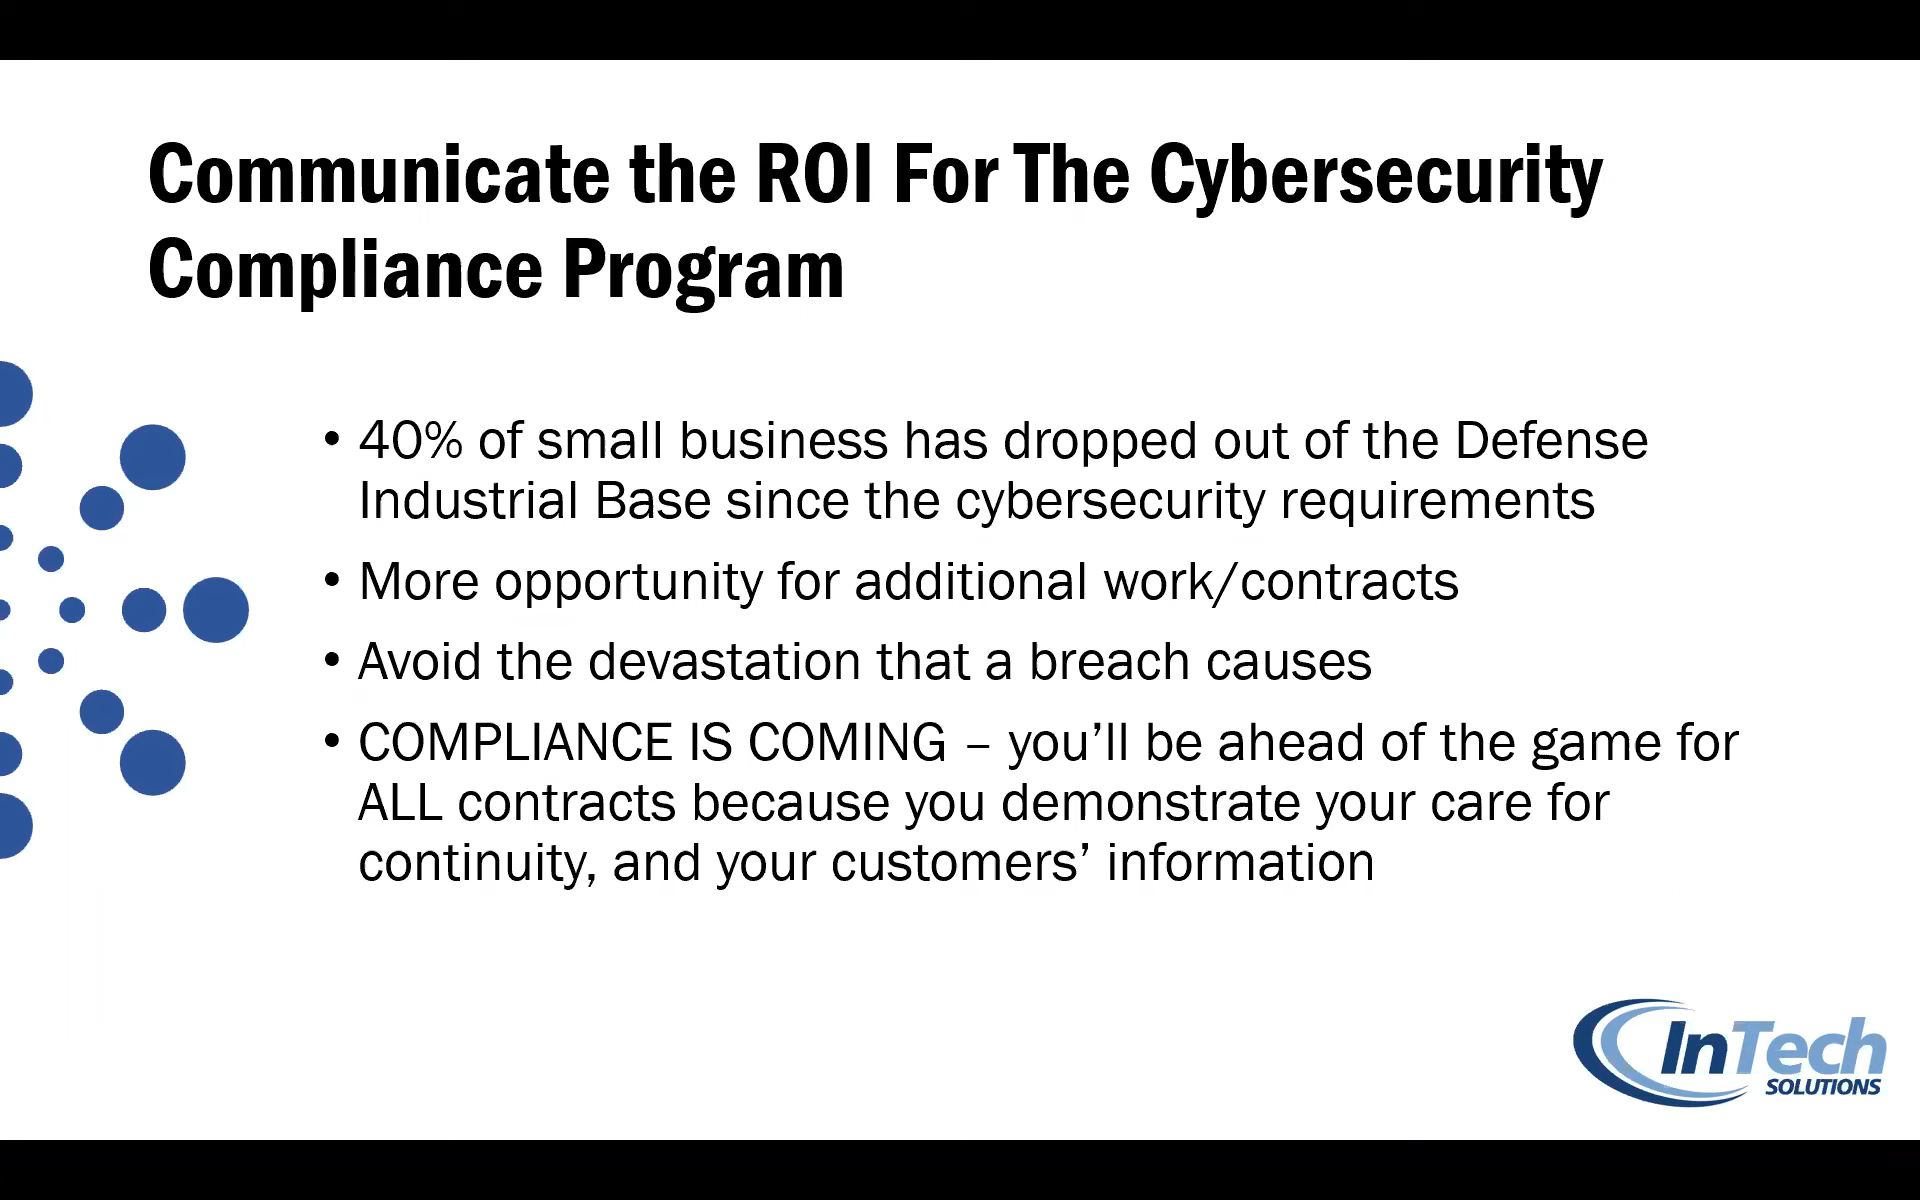 Communicate the ROI For The Cybersecurity
Compliance Program
• 40% of small business has dropped out of the Defense
Industrial Base since the cybersecurity requirements
• More opportunity for additional work/contracts
• Avoid the devastation that a breach causes
• COMPLIANCE IS COMING – you’ll be ahead of the game for
ALL contracts because you demonstrate your care for
continuity, and your customers’ information
InTech
SOLUTIONS